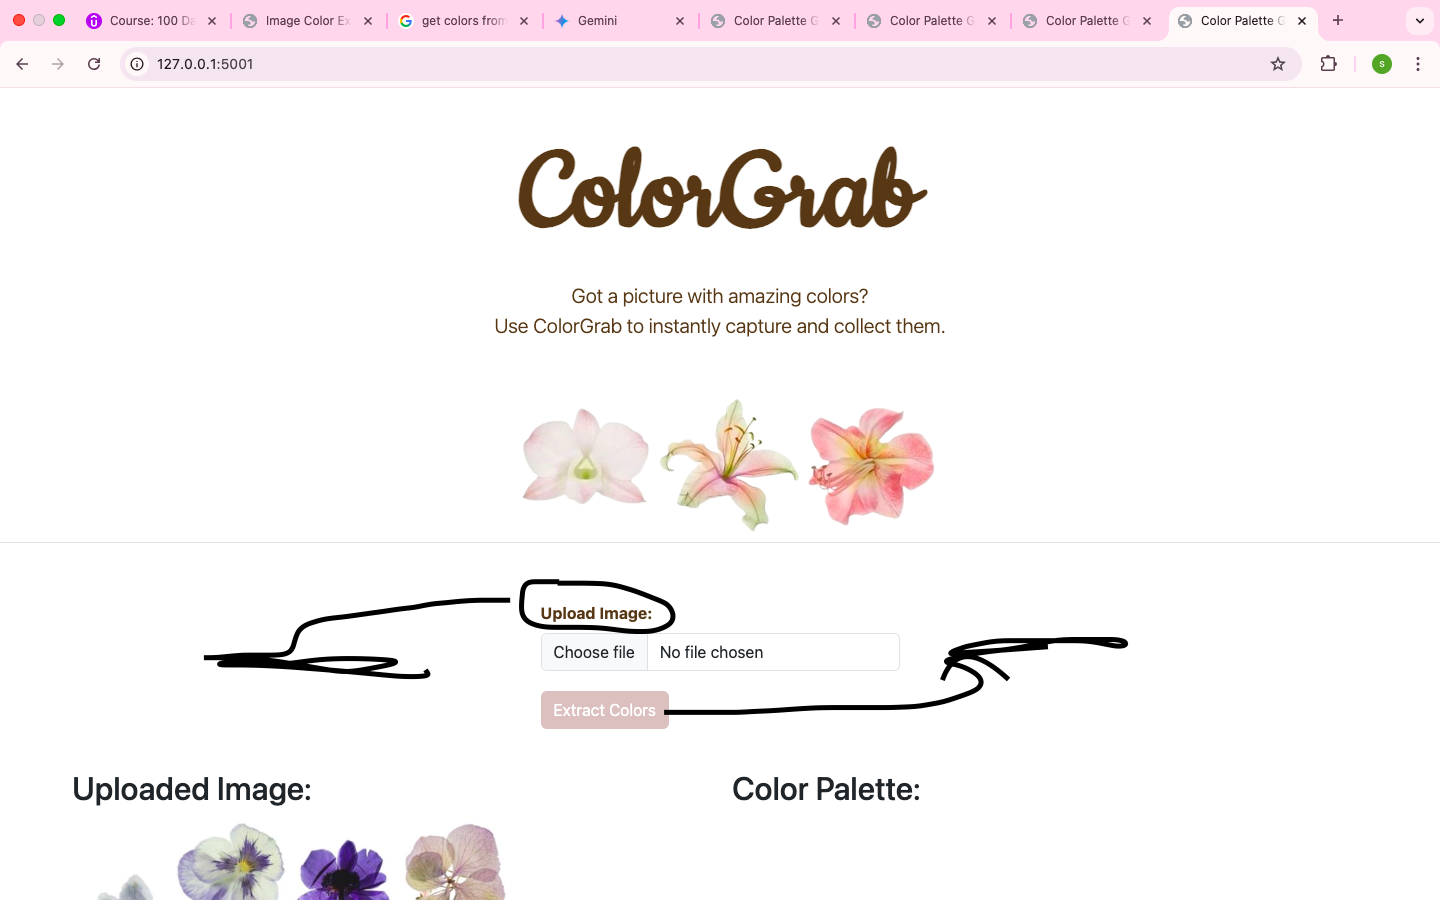 Course: 100 Da
Image Color Ex
get colors from
Gemini
Color Palette G
Color Palette G
Color Palette G
Color Palette G
127.0.0.1:5001
s
ColorGrab
Got a picture with amazing colors?
Use ColorGrab to instantly capture and collect them.
Upload Image:
Choose file No file chosen
Extract Colors
Uploaded Image:
Color Palette: